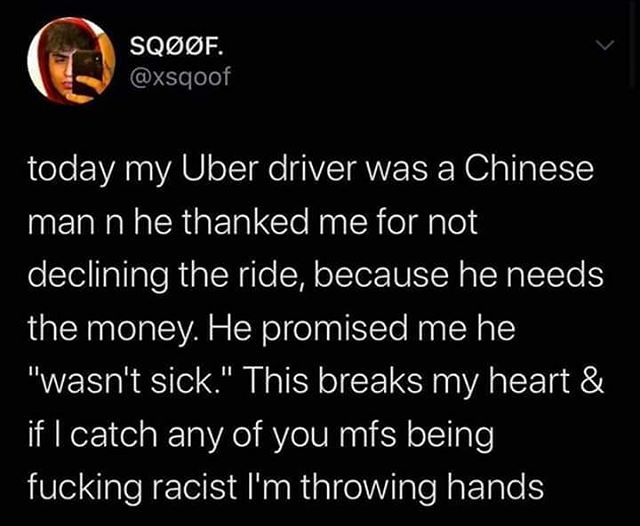 SQØØF.
@xsqoof
today my Uber driver was a Chinese
man n he thanked me for not
declining the ride, because he needs
the money. He promised me he
"wasn't sick." This breaks my heart &
if I catch any of you mfs being
fucking racist I'm throwing hands